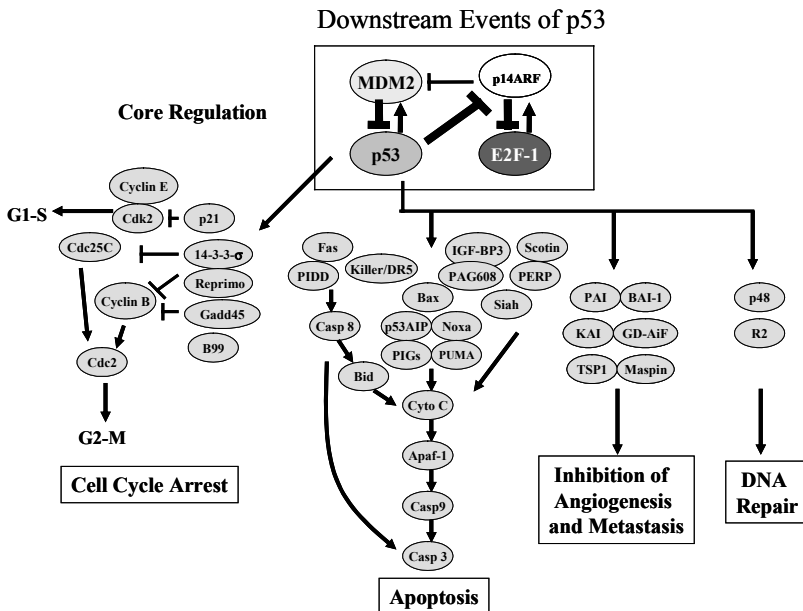 Downstream Events of p53
Core Regulation
MDM2
p14ARF
p53
E2F-1
Cyclin E
G1-S
Cdk2
p21
Cdc25C
14-3-3-σ
Reprimo
Cyclin B
Gadd45
B99
Cdc2
G2-M
Cell Cycle Arrest
Fas
PIDD
Killer/DR5
IGF-BP3
Scotin
PAG608
PERP
Bax
Siah
Casp 8
p53AIP
Noxa
PIGs
PUMA
Bid
Cyto C
Apaf-1
Casp9
Casp 3
Apoptosis
PAI
BAI-1
KAI
GD-AiF
TSP1
Maspin
Inhibition of
Angiogenesis
and Metastasis
p48
R2
DNA
Repair